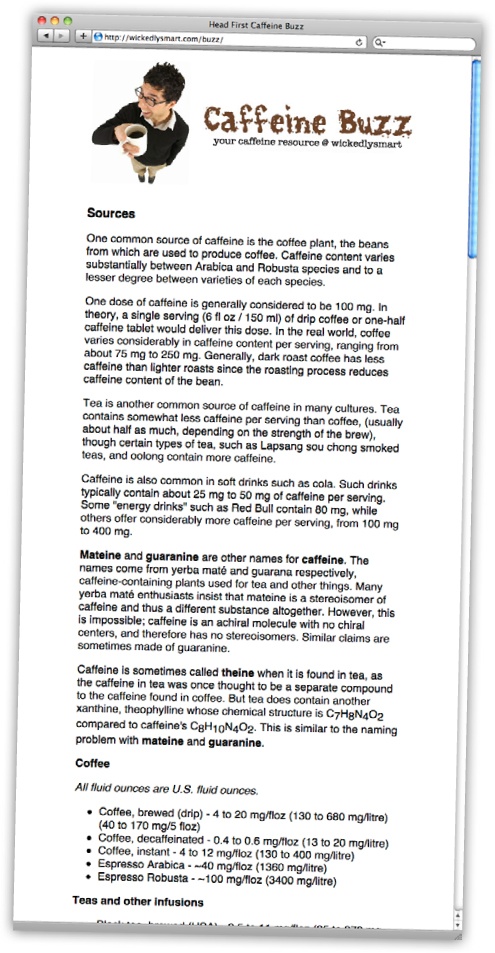 Head First Caffeine Buzz
http://wickedlysmart.com/buzz/
Caffeine Buzz
your caffeine resource @ wickedlysmart
Sources
One common source of caffeine is the coffee plant, the beans
from which are used to produce coffee. Caffeine content varies
substantially between Arabica and Robusta species and to a
lesser degree between varieties of each species.
One dose of caffeine is generally considered to be 100 mg. In
theory, a single serving (6 fl oz / 150 ml) of drip coffee or one-half
caffeine tablet would deliver this dose. In the real world, coffee
varies considerably in caffeine content per serving, ranging from
about 75 mg to 250 mg. Generally, dark roast coffee has less
caffeine than lighter roasts since the roasting process reduces
caffeine content of the bean.
Tea is another common source of caffeine in many cultures. Tea
contains somewhat less caffeine per serving than coffee, (usually
about half as much, depending on the strength of the brew),
though certain types of tea, such as Lapsang sou chong smoked
teas, and oolong contain more caffeine.
Caffeine is also common in soft drinks such as cola. Such drinks
typically contain about 25 mg to 50 mg of caffeine per serving.
Some "energy drinks" such as Red Bull contain 80 mg, while
others offer considerably more caffeine per serving, from 100 mg
to 400 mg.
Mateine and guaranine are other names for caffeine. The
names come from yerba maté and guarana respectively,
caffeine-containing plants used for tea and other things. Many
yerba maté enthusiasts insist that mateine is a stereoisomer of
caffeine and thus a different substance altogether. However, this
is impossible; caffeine is an achiral molecule with no chiral
centers, and therefore has no stereoisomers. Similar claims are
sometimes made of guaranine.
Caffeine is sometimes called theine when it is found in tea, as
the caffeine in tea was once thought to be a separate compound
to the caffeine found in coffee. But tea does contain another
xanthine, theophylline whose chemical structure is C7H8N4O2
compared to caffeine's C8H10N4O2. This is similar to the naming
problem with mateine and guaranine.
Coffee
All fluid ounces are U.S. fluid ounces.
• Coffee, brewed (drip) - 4 to 20 mg/floz (130 to 680 mg/litre)
(40 to 170 mg/5 floz)
• Coffee, decaffeinated - 0.4 to 0.6 mg/floz (13 to 20 mg/litre)
• Coffee, instant - 4 to 12 mg/floz (130 to 400 mg/litre)
• Espresso Arabica - ~40 mg/floz (1360 mg/litre)
• Espresso Robusta - ~100 mg/floz (3400 mg/litre)
Teas and other infusions